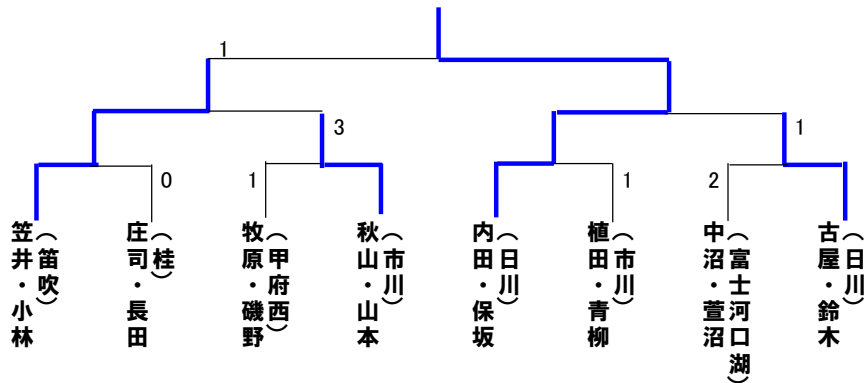 1
3
1
0
1
1
2
笠井・小林
（笛吹）
庄司・長田
（桂）
牧原・磯野
（甲府西）
秋山・山本
（市川）
内田・保坂
（日川）
植田・青柳
（市川）
中沼・萱沼
（富士河口湖）
古屋・鈴木
（日川）